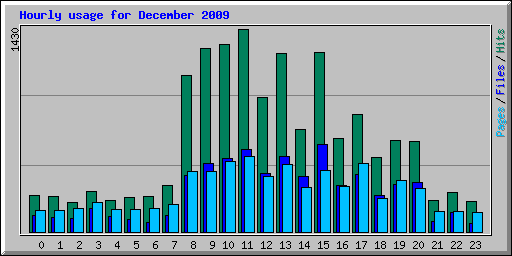 Hourly usage for December 2009
1430
Pages/Files/Hits
0 1 2 3 4 5 6 7 8 9 10 11 12 13 14 15 16 17 18 19 20 21 22 23